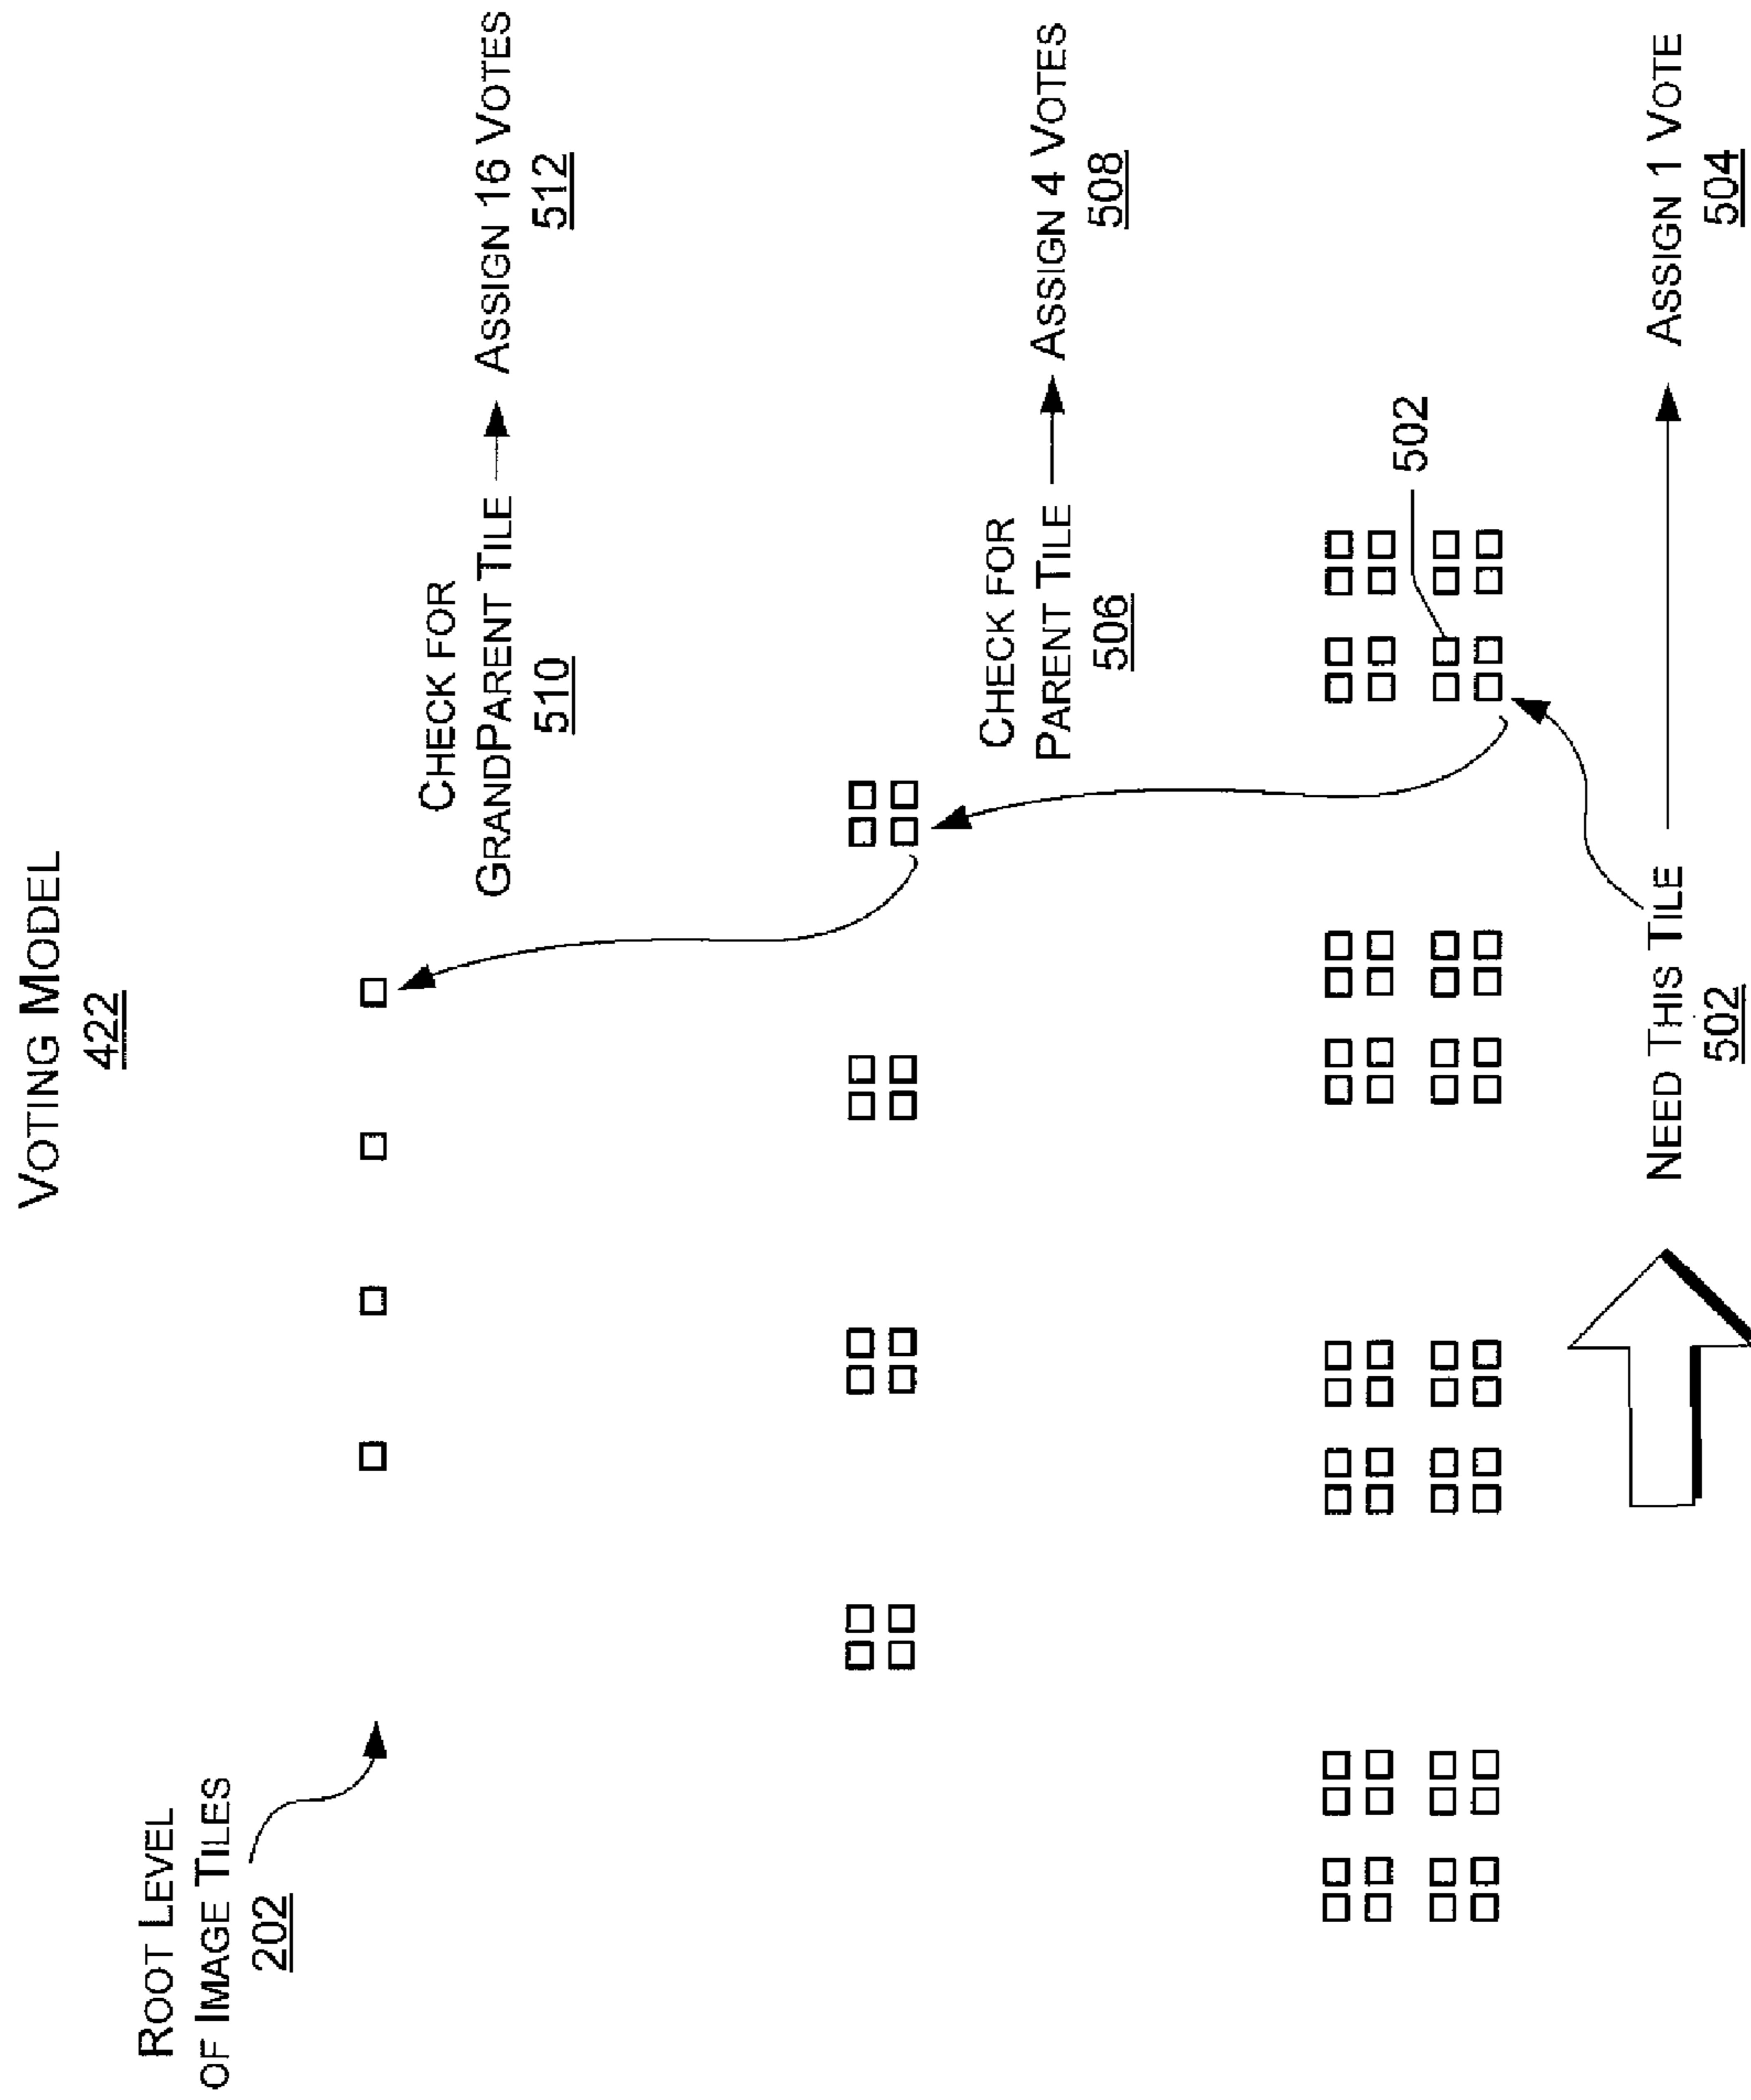 VOTING MODEL
422
ROOT LEVEL
OF IMAGE TILES
202
CHECK FOR
GRANDPARENT TILE
510
ASSIGN 16 VOTES
512
CHECK FOR
PARENT TILE
506
ASSIGN 4 VOTES
508
502
NEED THIS TILE
502
ASSIGN 1 VOTE
504